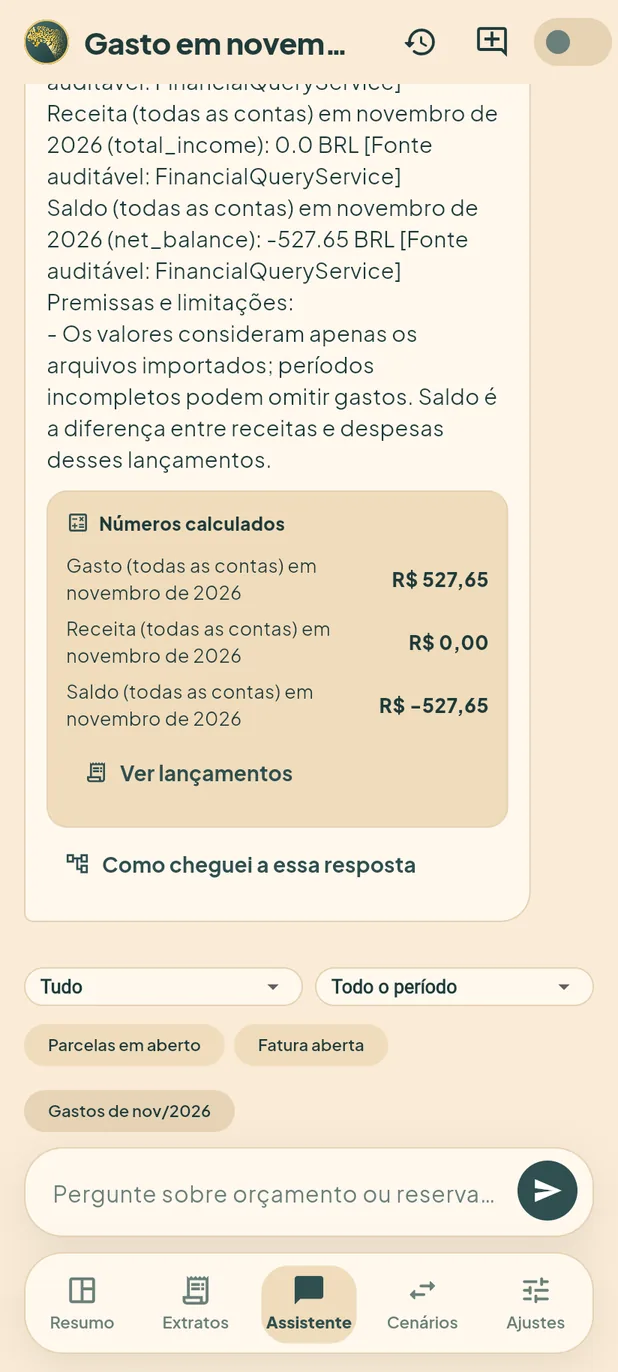 Gasto em novem...
auditável: FinancialQueryService]
Receita (todas as contas) em novembro de
2026 (total_income): 0.0 BRL [Fonte
auditável: FinancialQueryService]
Saldo (todas as contas) em novembro de
2026 (net_balance): -527.65 BRL [Fonte
auditável: FinancialQueryService]
Premissas e limitações:
- Os valores consideram apenas os
arquivos importados; períodos
incompletos podem omitir gastos. Saldo é
a diferença entre receitas e despesas
desses lançamentos.
Números calculados
Gasto (todas as contas) em
novembro de 2026
R$ 527,65
Receita (todas as contas) em
novembro de 2026
R$ 0,00
Saldo (todas as contas) em
novembro de 2026
R$ -527,65
Ver lançamentos
Como cheguei a essa resposta
Tudo
Todo o período
Parcelas em aberto
Fatura aberta
Gastos de nov/2026
Pergunte sobre orçamento ou reserva...
Resumo
Extratos
Assistente
Cenários
Ajustes